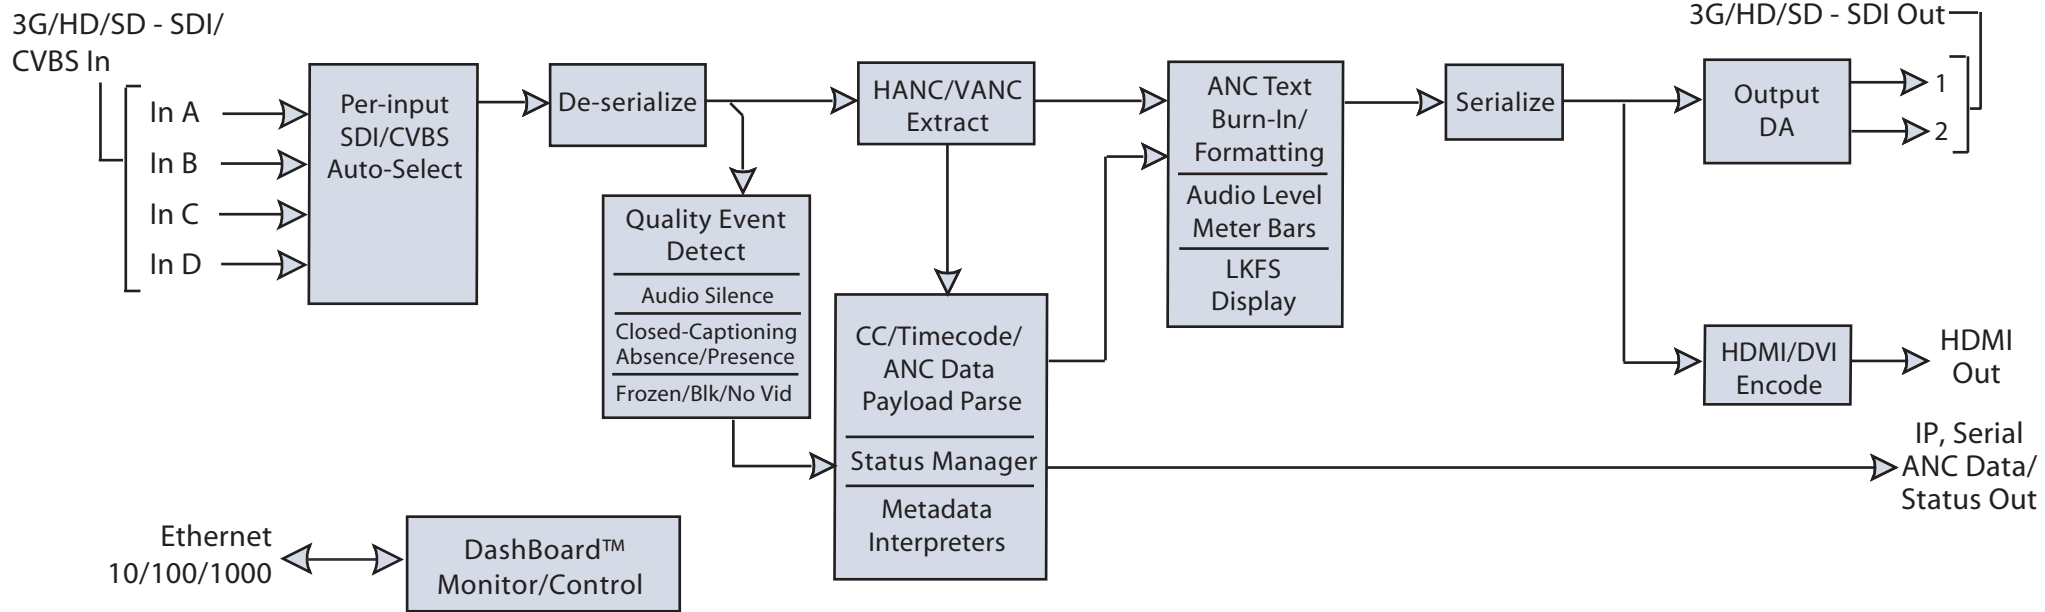 3G/HD/SD - SDI/
CVBS In
In A
In B
In C
In D
Per-input
SDI/CVBS
Auto-Select
De-serialize
Quality Event
Detect
Audio Silence
Closed-Captioning
Absence/Presence
Frozen/Blk/No Vid
HANC/VANC
Extract
CC/Timecode/
ANC Data
Payload Parse
Status Manager
Metadata
Interpreters
ANC Text
Burn-In/
Formatting
Audio Level
Meter Bars
LKFS
Display
Serialize
3G/HD/SD - SDI Out
Output
DA
1
2
HDMI/DVI
Encode
HDMI
Out
IP, Serial
ANC Data/
Status Out
Ethernet
10/100/1000
DashBoard™
Monitor/Control